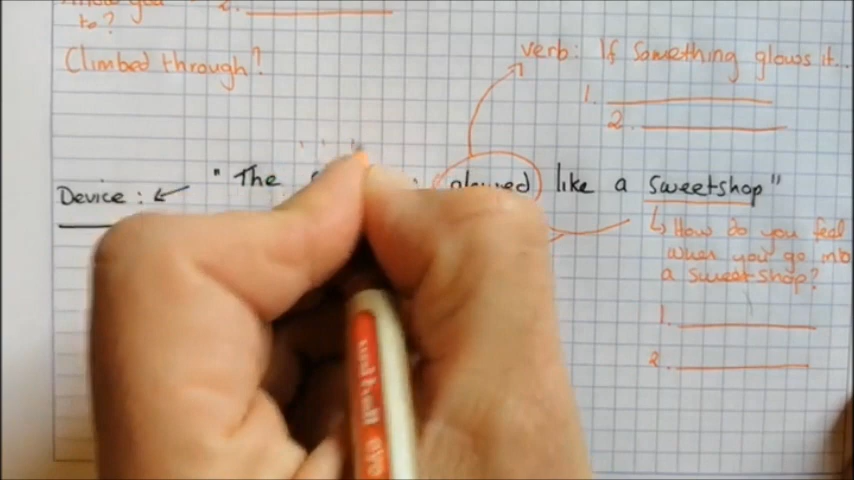 to?
2.
Climbed through?
verb: If Something glows it...
1.
2.
Device: "The glowed like a sweetshop"
How do you feel
when you go into
a sweetshop?
1.
2.